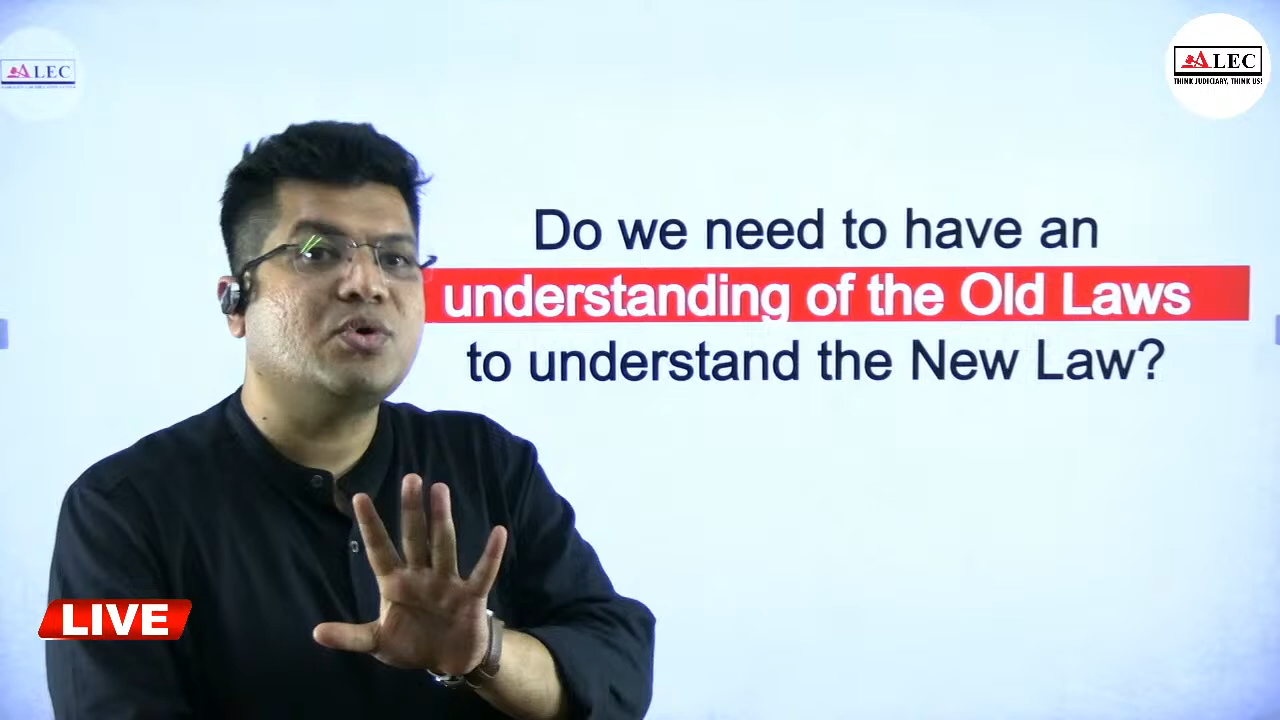 ALEC
ALEC
THINK JUDICIARY, THINK US!
Do we need to have an
understanding of the Old Laws
to understand the New Law?
LIVE